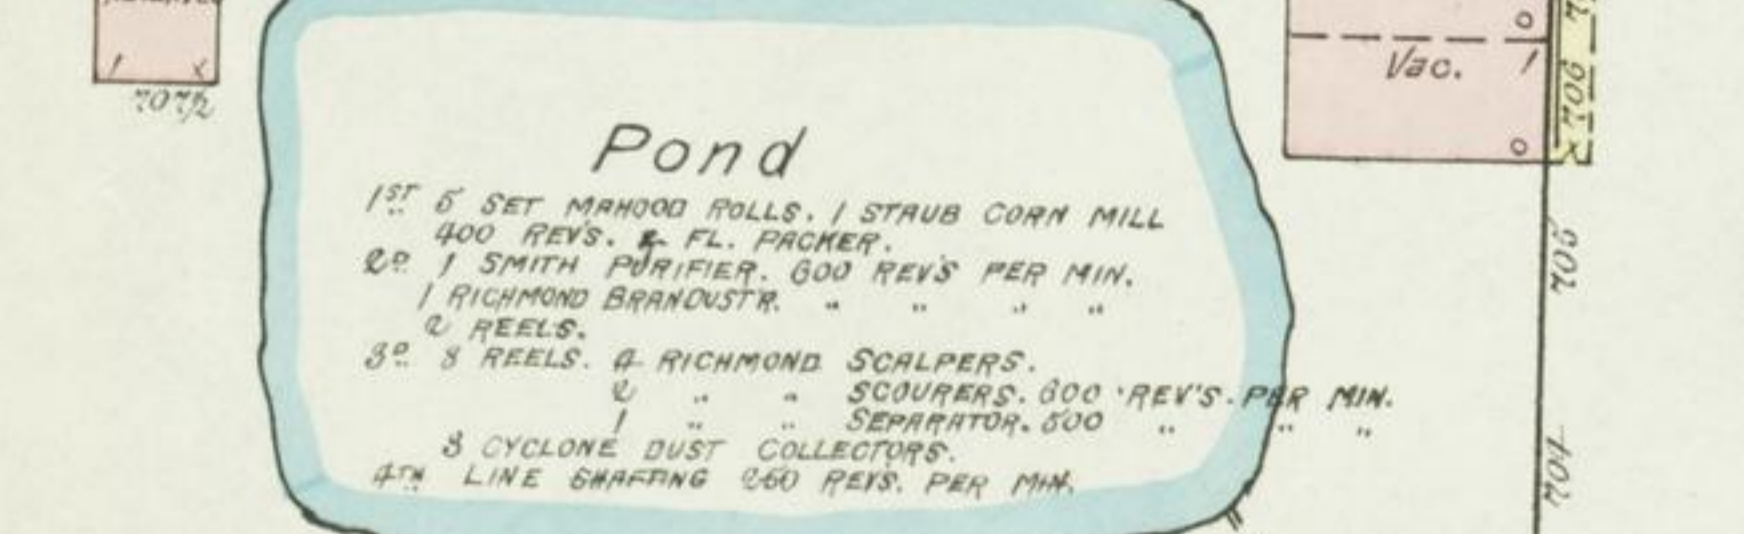 707½
Vac.
Pond
1ST 5 SET MAHOOD ROLLS. 1 STAUB CORN MILL
400 REV'S. & FL. PACKER.
2D. 1 SMITH PURIFIER. 600 REV'S PER MIN.
1 RICHMOND BRANDUST'R. " " " "
2 REELS.
3D. 8 REELS. 4 RICHMOND SCALPERS.
2 " " SCOURERS. 600 REV'S. PER MIN.
1 " " SEPARATOR. 500 " " "
3 CYCLONE DUST COLLECTORS.
4TH LINE SHAFTING 250 REV'S. PER MIN.
706
705
704